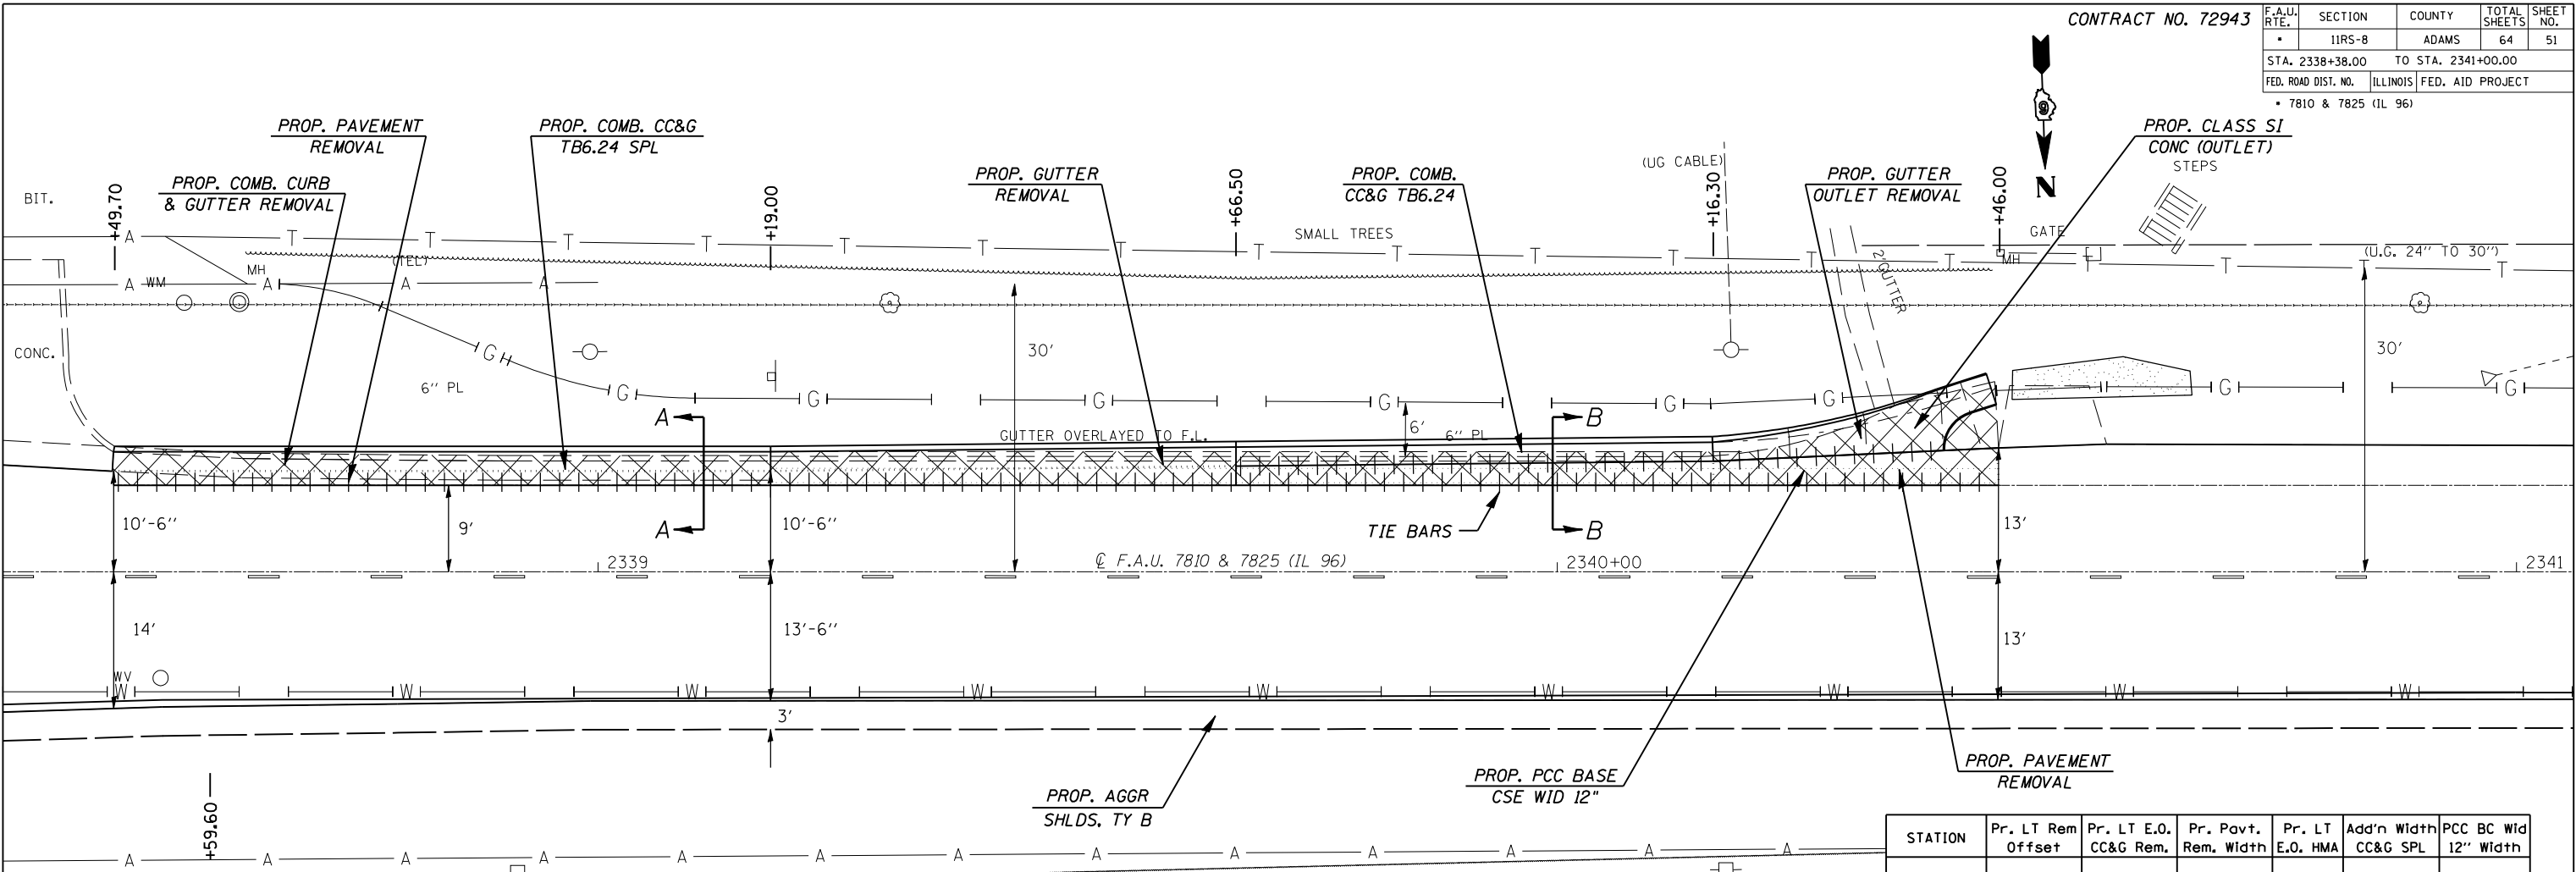 CONTRACT NO. 72943
F.A.U. RTE. SECTION COUNTY TOTAL SHEETS SHEET NO.
11RS-8 ADAMS 64 51
STA. 2338+38.00 TO STA. 2341+00.00
FED. ROAD DIST. NO. ILLINOIS FED. AID PROJECT
* 7810 & 7825 (IL 96)
9
N
PROP. PAVEMENT
REMOVAL
PROP. COMB. CC&G
TB6.24 SPL
PROP. CLASS SI
CONC (OUTLET)
STEPS
PROP. COMB. CURB
& GUTTER REMOVAL
PROP. GUTTER
REMOVAL
PROP. COMB.
CC&G TB6.24
(UG CABLE)
PROP. GUTTER
OUTLET REMOVAL
BIT.
+49.70
+19.00
+66.50
+16.30
+46.00
A T T T T T T T T T T T T T T T T T
SMALL TREES
GATE
(U.G. 24" TO 30")
(TEL)
MH
MH
A WM A A A A
2' GUTTER
CONC.
30'
30'
6" PL
G G G G G G G G G G
A
B
6'
GUTTER OVERLAYED TO F.L.
6" PL
10'-6"
9'
A
10'-6"
TIE BARS
B
13'
2339
℄ F.A.U. 7810 & 7825 (IL 96)
2340+00
2341
14'
13'-6"
13'
WV
W W W W W W W W W
3'
PROP. AGGR
SHLDS, TY B
PROP. PCC BASE
CSE WID 12"
PROP. PAVEMENT
REMOVAL
+59.60
A A A A A A A A A A A A A
STATION Pr. LT Rem Offset Pr. LT E.O. CC&G Rem. Pr. Pavt. Rem. Width Pr. LT E.O. HMA Add'n Width CC&G SPL PCC BC Wid 12" Width